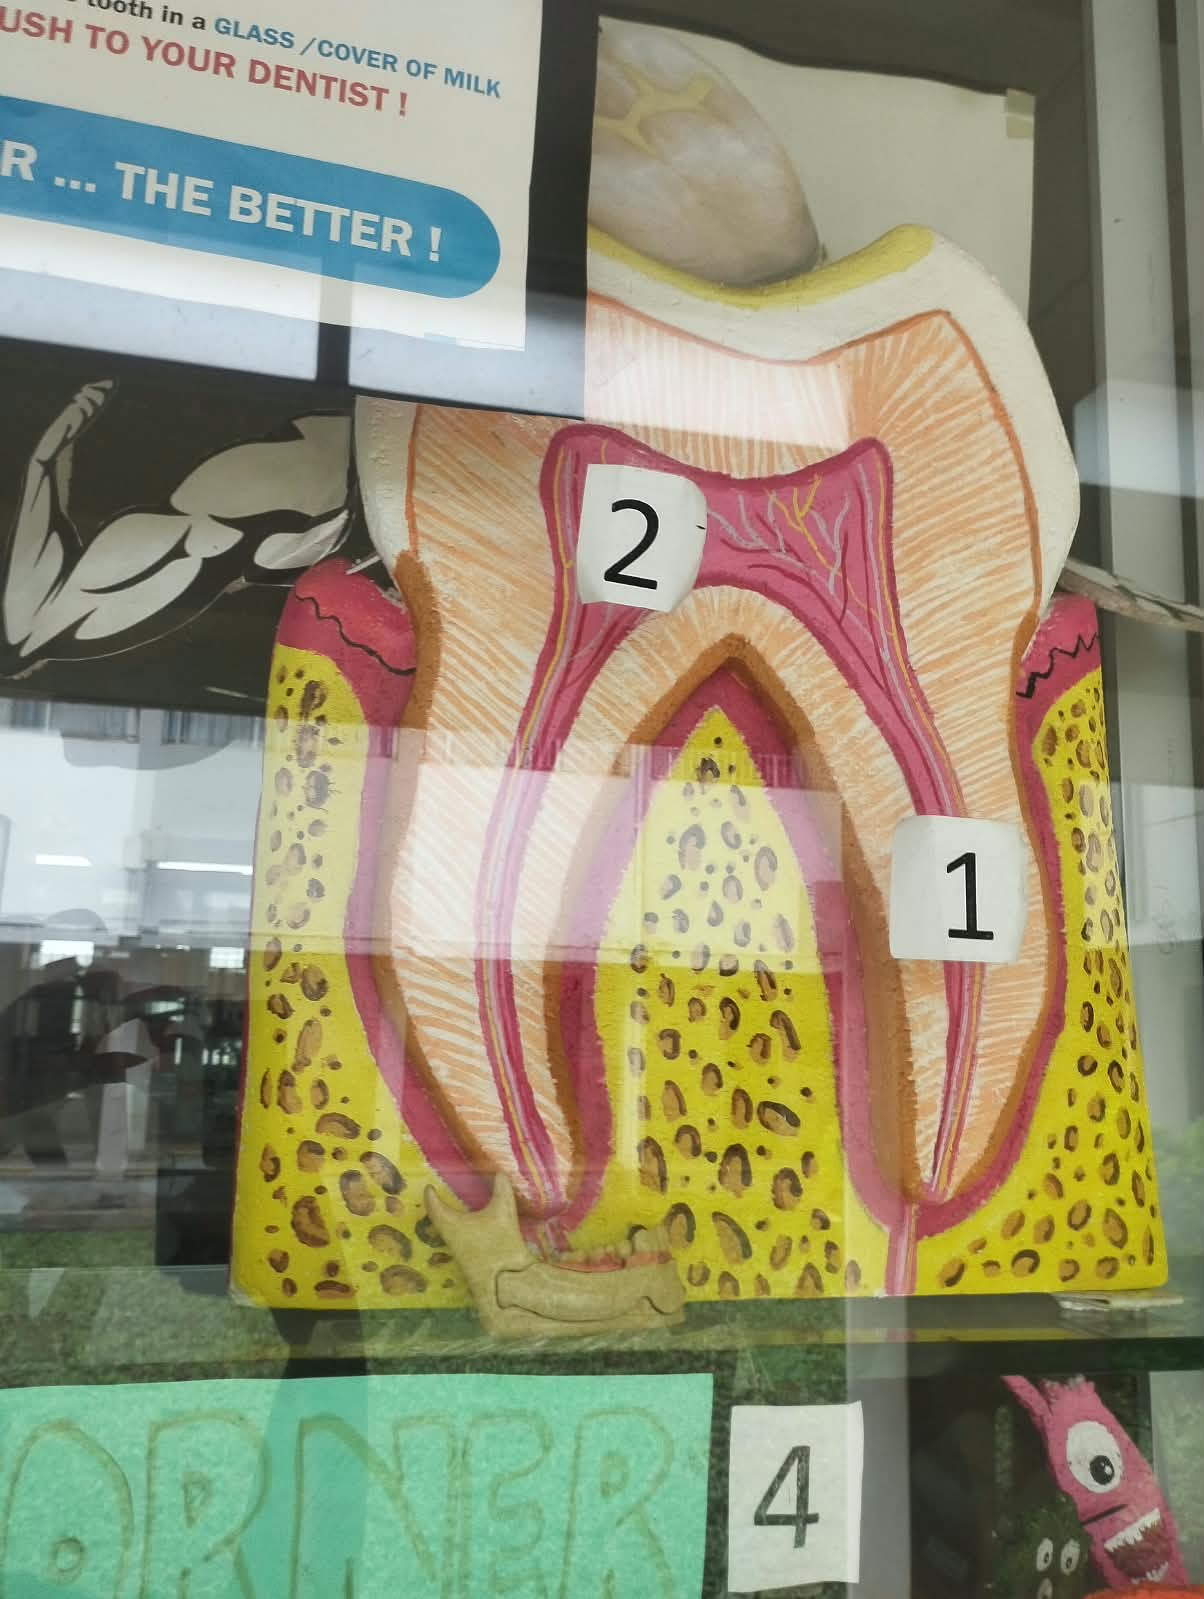 tooth in a GLASS /COVER OF MILK
USH TO YOUR DENTIST !
R ... THE BETTER !
2
1
ORNER
4